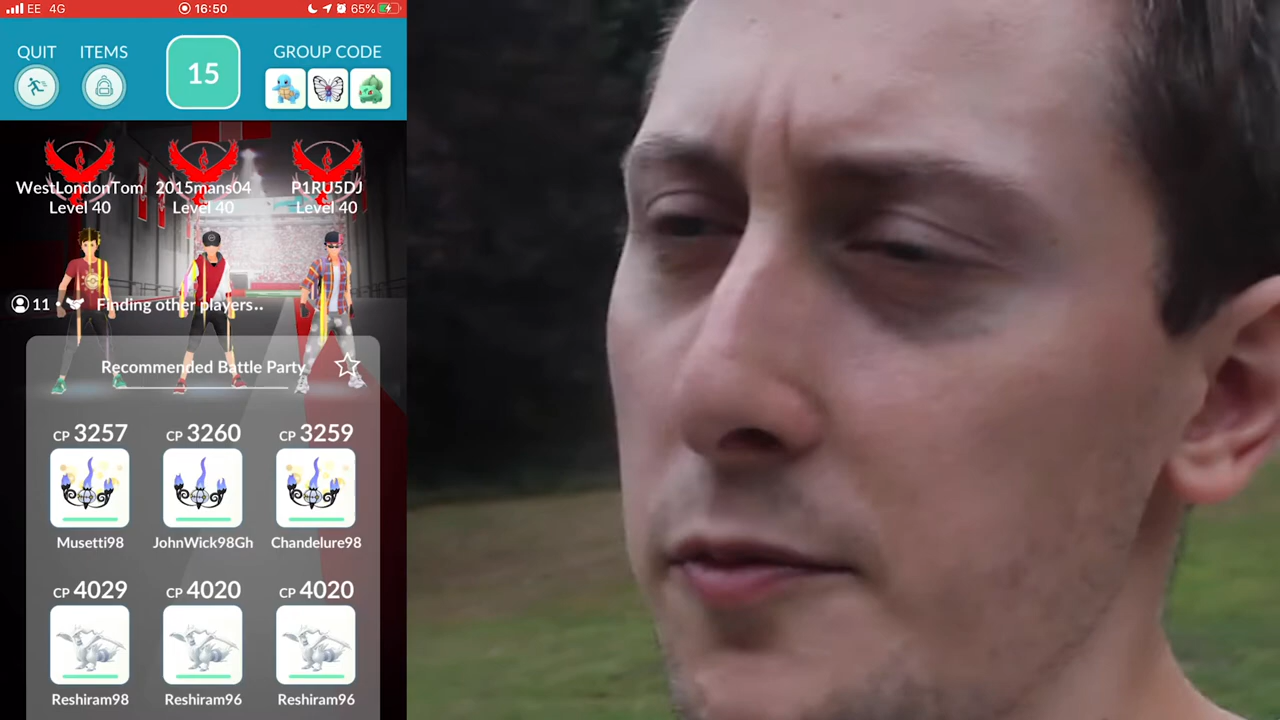 EE 4G 16:50 65%
QUIT ITEMS 15 GROUP CODE
WestLondonTom 2015mans04 P1RU5DJ
Level 40 Level 40 Level 40
11 • Finding other players..
Recommended Battle Party
CP 3257 CP 3260 CP 3259
Musetti98 JohnWick98Gh Chandelure98
CP 4029 CP 4020 CP 4020
Reshiram98 Reshiram96 Reshiram96